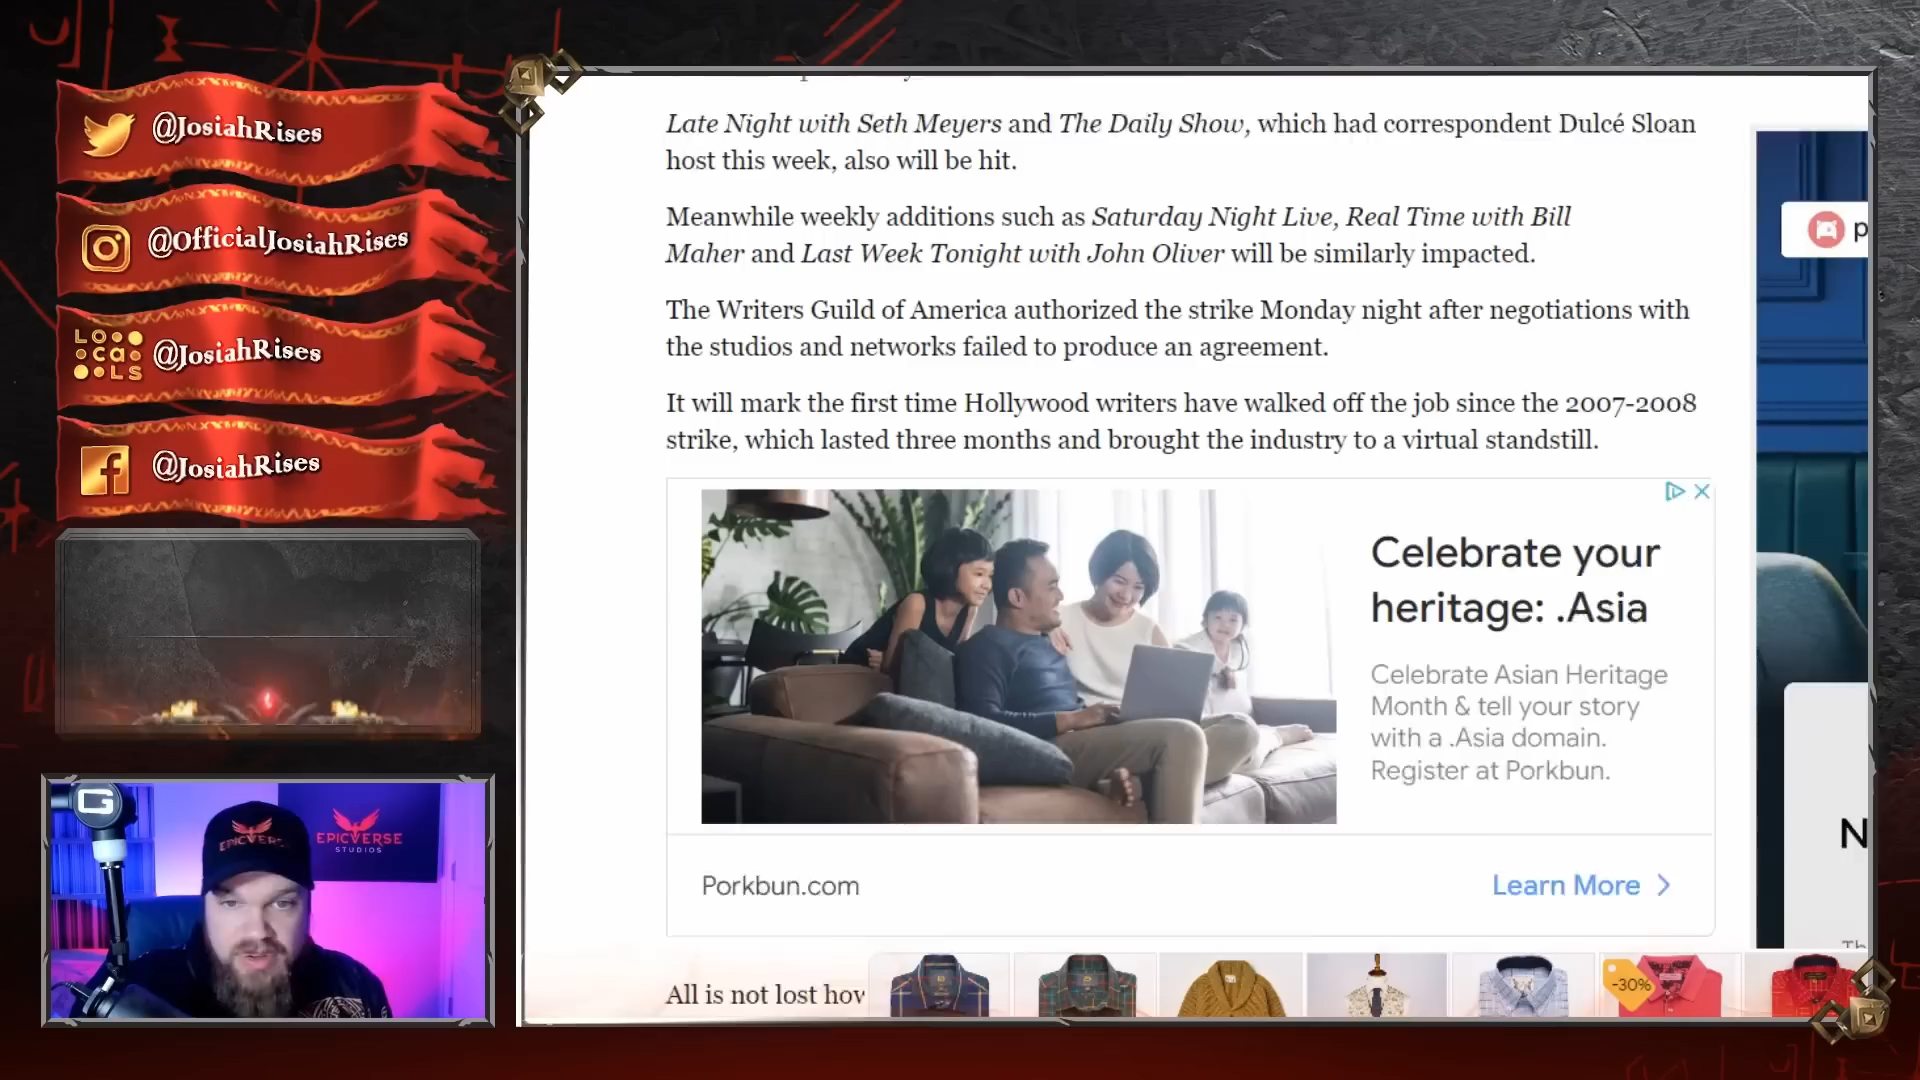 @JosiahRises
@OfficialJosiahRises
LOCALS
@JosiahRises
@JosiahRises
G
EPICVERSE
EPICVERSE
STUDIOS
Late Night with Seth Meyers and The Daily Show, which had correspondent Dulcé Sloan
host this week, also will be hit.
Meanwhile weekly additions such as Saturday Night Live, Real Time with Bill
Maher and Last Week Tonight with John Oliver will be similarly impacted.
The Writers Guild of America authorized the strike Monday night after negotiations with
the studios and networks failed to produce an agreement.
It will mark the first time Hollywood writers have walked off the job since the 2007-2008
strike, which lasted three months and brought the industry to a virtual standstill.
Celebrate your
heritage: .Asia
Celebrate Asian Heritage
Month & tell your story
with a .Asia domain.
Register at Porkbun.
Porkbun.com
Learn More
All is not lost how
-30%
p
N
Th